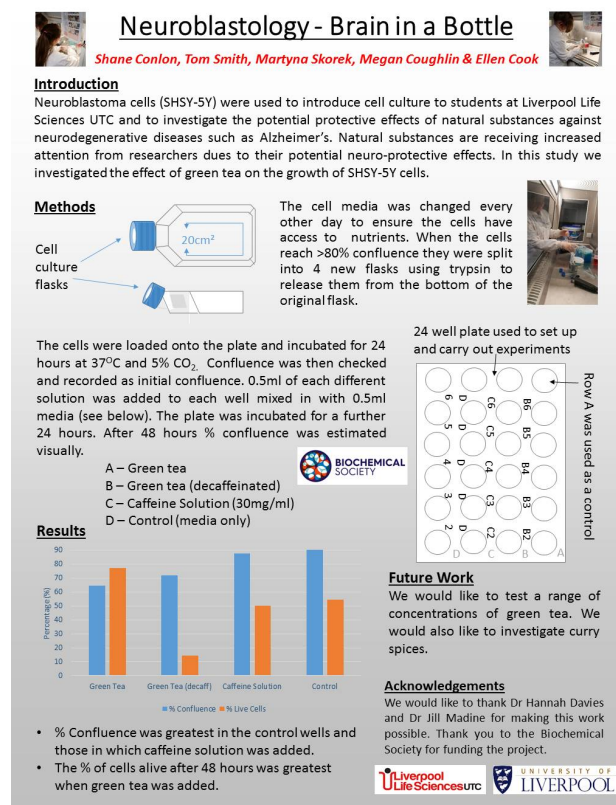 Neuroblastology - Brain in a Bottle
Shane Conlon, Tom Smith, Martyna Skorek, Megan Coughlin & Ellen Cook
Introduction
Neuroblastoma cells (SHSY-5Y) were used to introduce cell culture to students at Liverpool Life
Sciences UTC and to investigate the potential protective effects of natural substances against
neurodegenerative diseases such as Alzheimer's. Natural substances are receiving increased
attention from researchers dues to their potential neuro-protective effects. In this study we
investigated the effect of green tea on the growth of SHSY-5Y cells.
Methods
Cell
culture
flasks
20cm²
The cell media was changed every
other day to ensure the cells have
access to nutrients. When the cells
reach >80% confluence they were split
into 4 new flasks using trypsin to
release them from the bottom of the
original flask.
The cells were loaded onto the plate and incubated for 24
hours at 37⁰C and 5% CO₂. Confluence was then checked
and recorded as initial confluence. 0.5ml of each different
solution was added to each well mixed in with 0.5ml
media (see below). The plate was incubated for a further
24 hours. After 48 hours % confluence was estimated
visually.
A – Green tea
B – Green tea (decaffeinated)
C – Caffeine Solution (30mg/ml)
D – Control (media only)
BIOCHEMICAL
SOCIETY
24 well plate used to set up
and carry out experiments
6 D C6 B6
5 D C5 B5
4 D C4 B4
3 D C3 B3
2 D C2 B2
D C B A
Row A was used as a control
Results
Percentage (%)
90
80
70
60
50
40
30
20
10
0
Green Tea Green Tea (decaff) Caffeine Solution Control
% Confluence % Live Cells
• % Confluence was greatest in the control wells and
those in which caffeine solution was added.
• The % of cells alive after 48 hours was greatest
when green tea was added.
Future Work
We would like to test a range of
concentrations of green tea. We
would also like to investigate curry
spices.
Acknowledgements
We would like to thank Dr Hannah Davies
and Dr Jill Madine for making this work
possible. Thank you to the Biochemical
Society for funding the project.
Liverpool
Life Sciences UTC
UNIVERSITY OF
LIVERPOOL